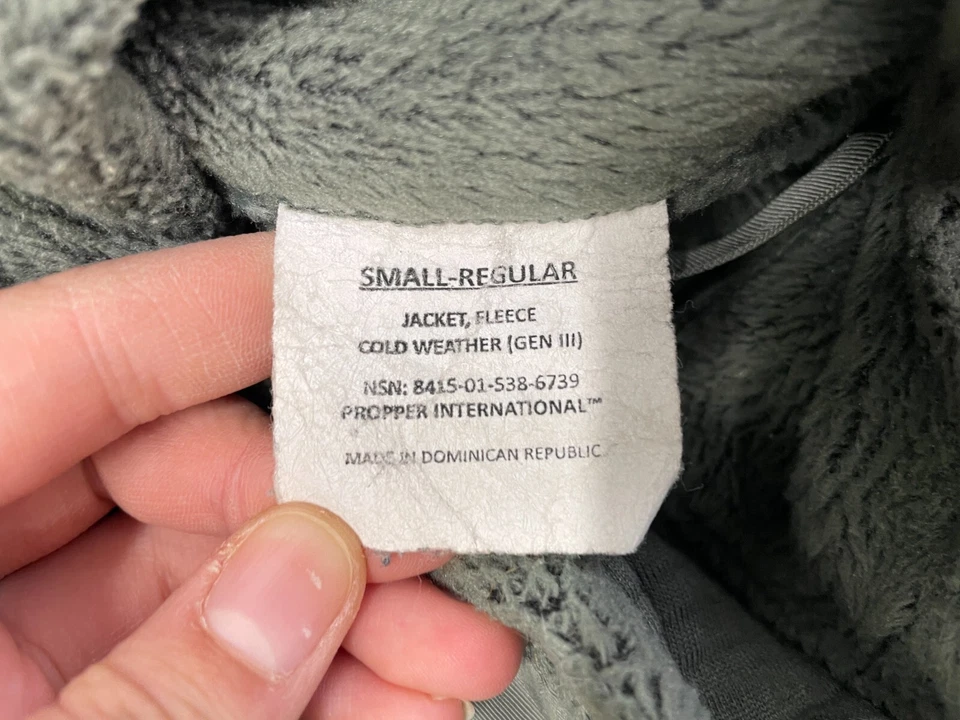 SMALL-REGULAR
JACKET, FLEECE
COLD WEATHER (GEN III)
NSN: 8415-01-538-6739
PROPPER INTERNATIONAL™
MADE IN DOMINICAN REPUBLIC